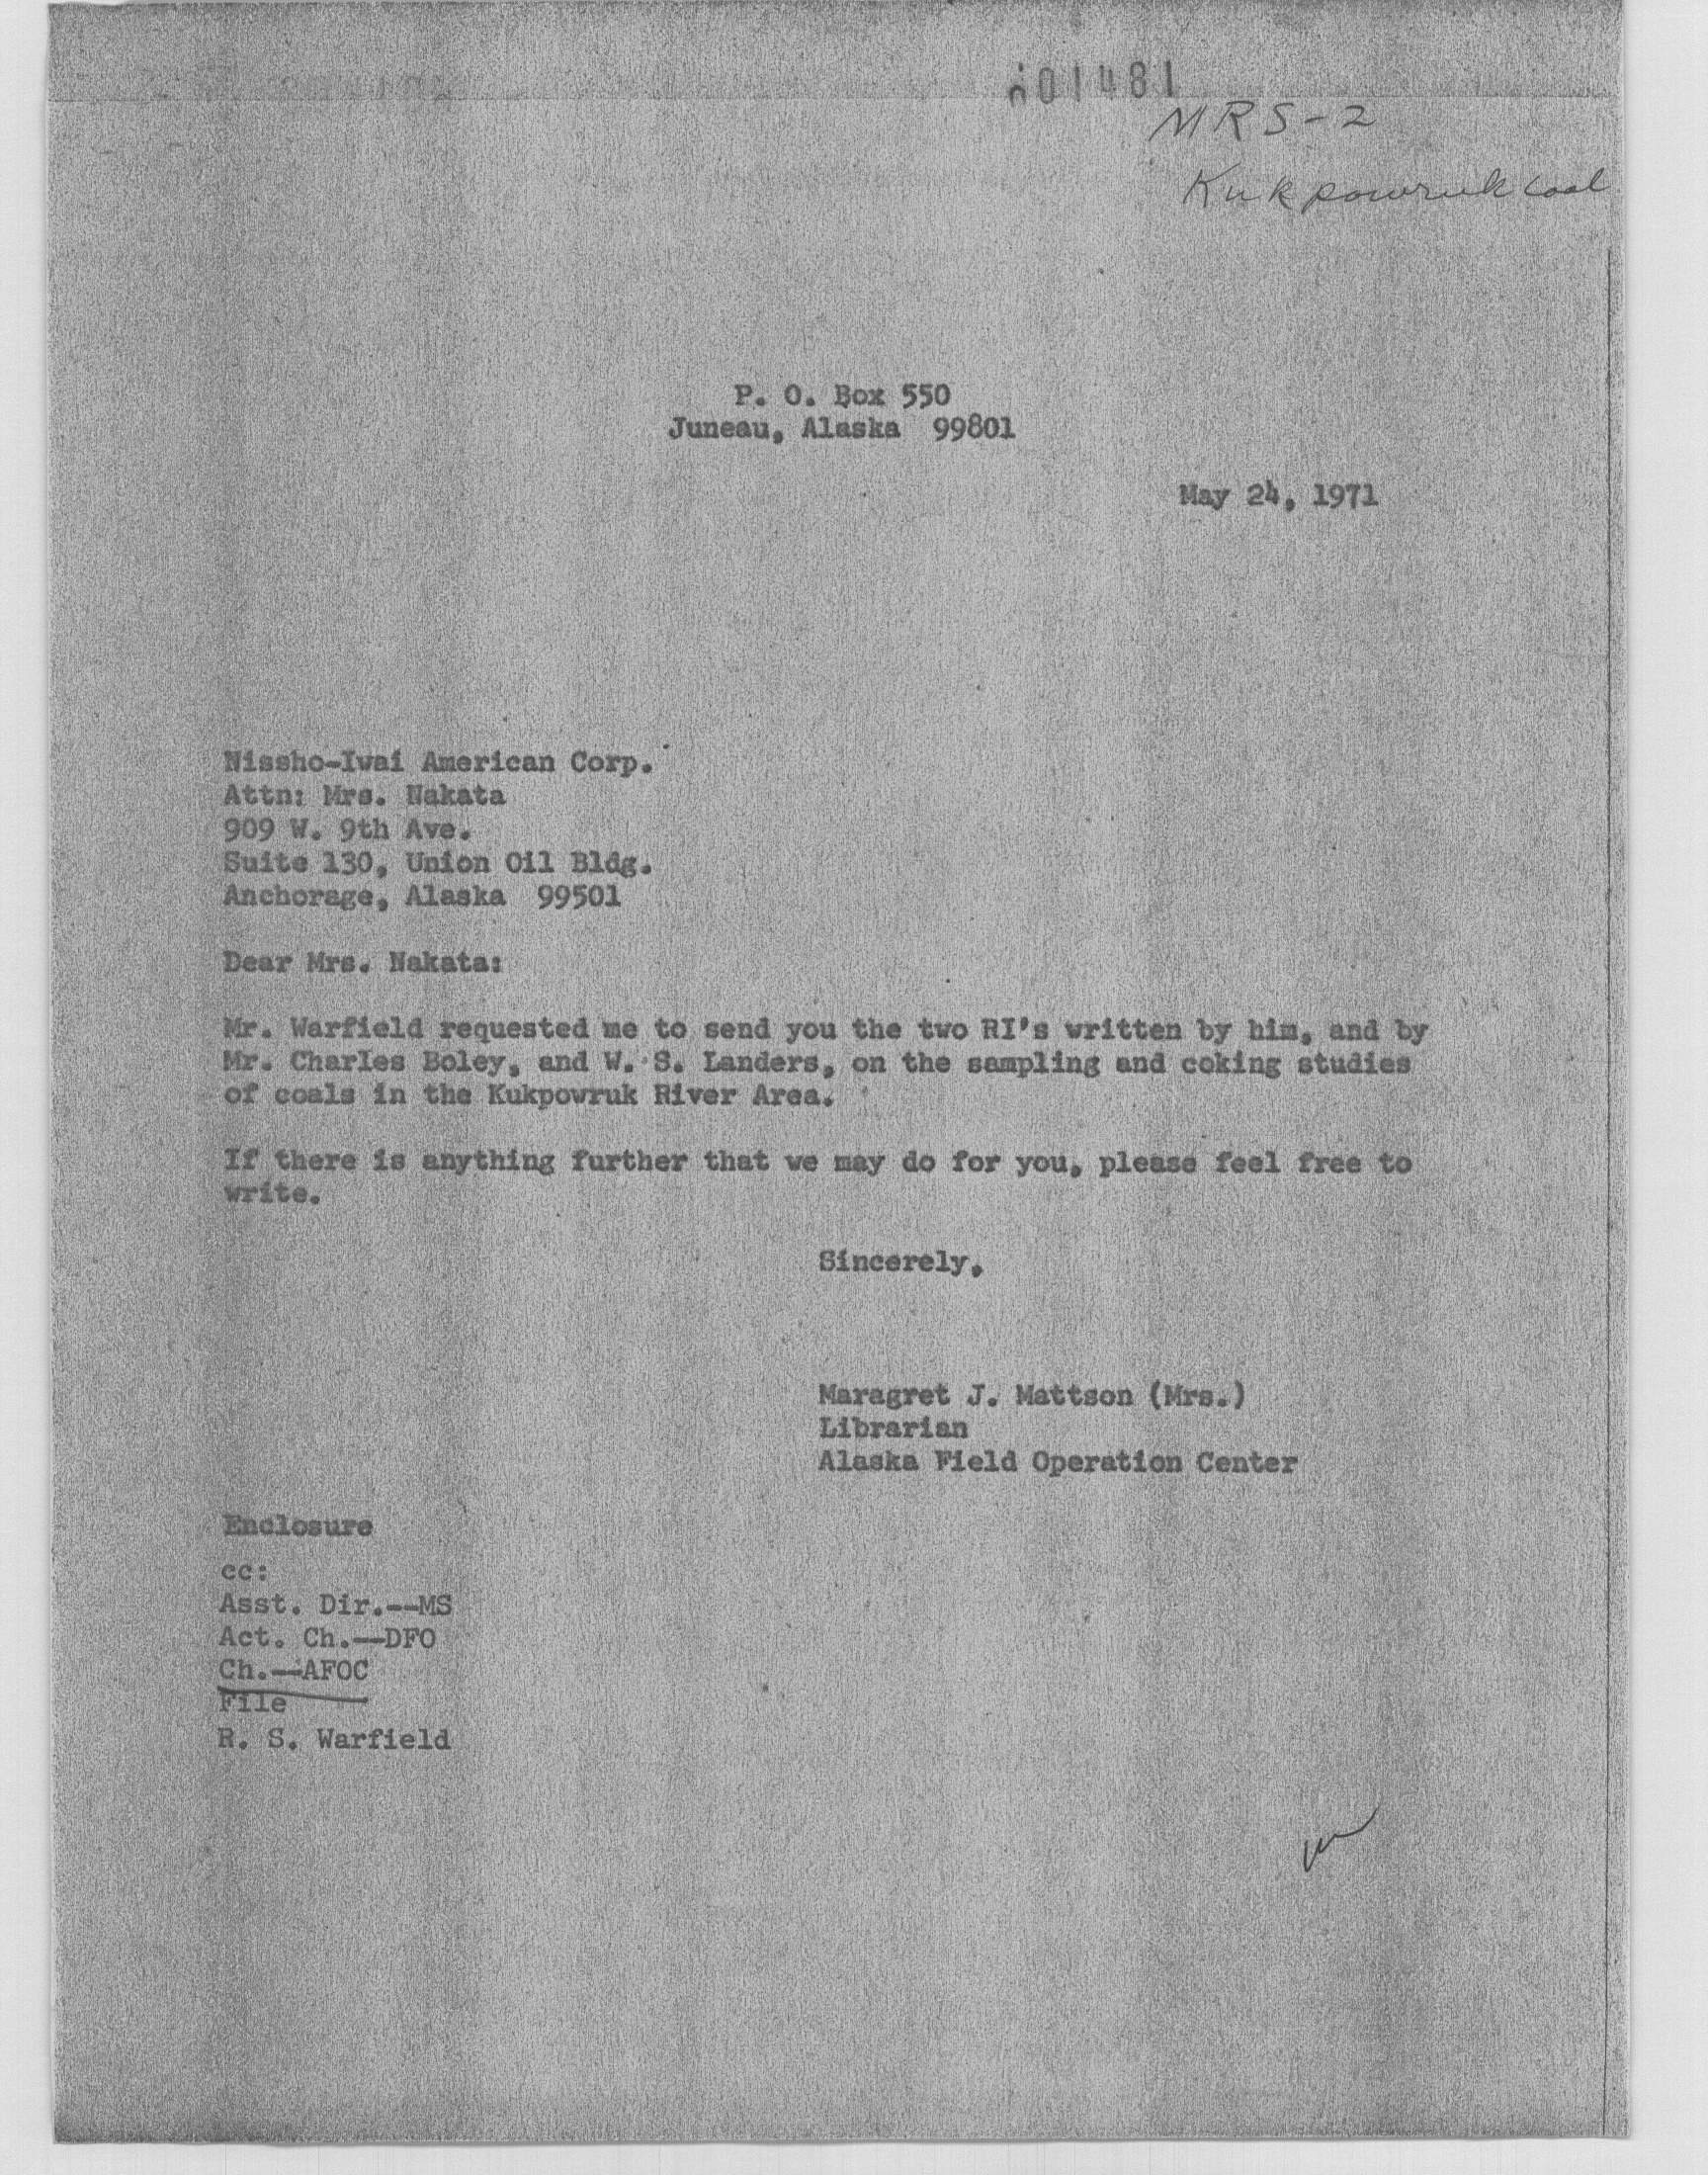 01481
MRS-2
Kukpowruk coal
P. O. Box 550
Juneau, Alaska 99801
May 24, 1971
Nissho-Iwai American Corp.
Attn: Mrs. Nakata
909 W. 9th Ave.
Suite 130, Union Oil Bldg.
Anchorage, Alaska 99501
Dear Mrs. Nakata:
Mr. Warfield requested me to send you the two RI's written by him, and by
Mr. Charles Boley, and W. S. Landers, on the sampling and coking studies
of coals in the Kukpowruk River Area.
If there is anything further that we may do for you, please feel free to
write.
Sincerely,
Maragret J. Mattson (Mrs.)
Librarian
Alaska Field Operation Center
Enclosure
cc:
Asst. Dir.--MS
Act. Ch.--DFO
Ch.--AFOC
File
R. S. Warfield